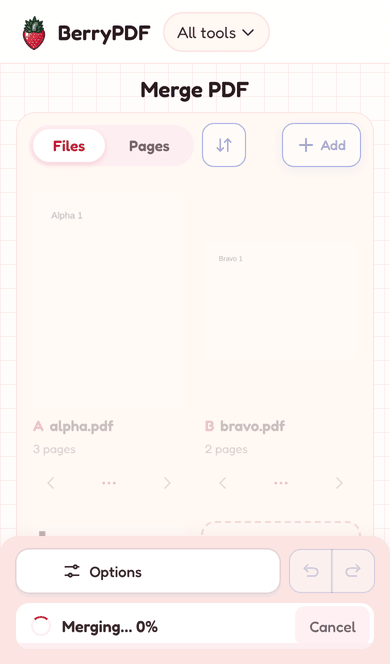 BerryPDF All tools
Merge PDF
Files Pages Add
Alpha 1
Bravo 1
A alpha.pdf B bravo.pdf
3 pages 2 pages
... ...
Options
Merging... 0% Cancel